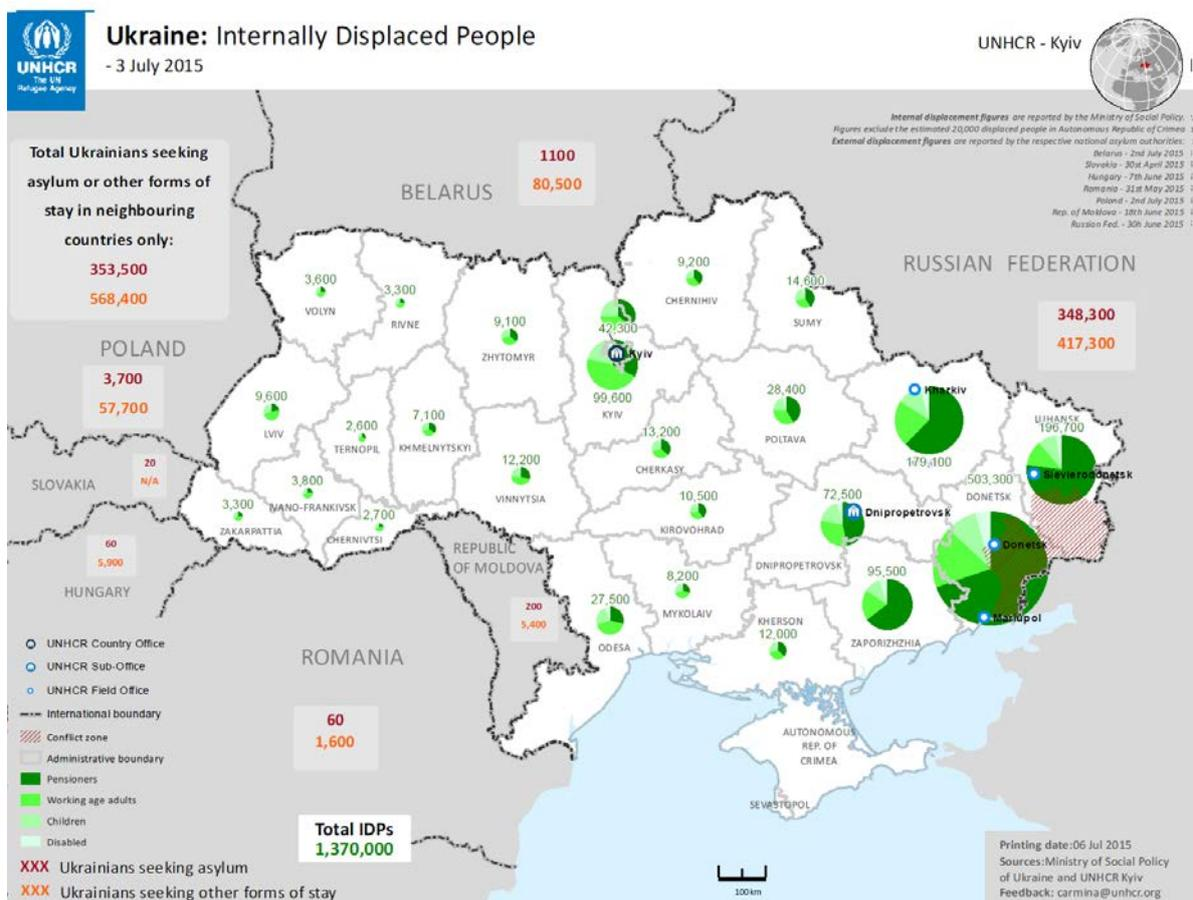 UNHCR
The UN
Refugee Agency
Ukraine: Internally Displaced People
- 3 July 2015
UNHCR - Kyiv
Internal displacement figures are reported by the Ministry of Social Policy.
Figures exclude the estimated 20,000 displaced people in Autonomous Republic of Crimea
External displacement figures are reported by the respective national asylum authorities:
Belarus - 2nd July 2015
Slovakia - 30st April 2015
Hungary - 7th June 2015
Romania - 31st May 2015
Poland - 2nd July 2015
Rep. of Moldova - 18th June 2015
Russian Fed. - 30h June 2015
Total Ukrainians seeking
asylum or other forms of
stay in neighbouring
countries only:
353,500
568,400
BELARUS
1100
80,500
RUSSIAN FEDERATION
348,300
417,300
POLAND
3,700
57,700
SLOVAKIA
20
N/A
HUNGARY
60
5,900
REPUBLIC
OF MOLDOVA
200
5,400
ROMANIA
60
1,600
3,600
VOLYN
3,300
RIVNE
9,100
ZHYTOMYR
42,300
Kyiv
99,600
KYIV
9,200
CHERNIHIV
14,600
SUMY
9,600
LVIV
2,600
TERNOPIL
7,100
KHMELNYTSKYI
12,200
VINNYTSIA
13,200
CHERKASY
28,400
POLTAVA
Kharkiv
179,100
LUHANSK
196,700
Sievierodonetsk
3,300
ZAKARPATTIA
3,800
IVANO-FRANKIVSK
2,700
CHERNIVTSI
10,500
KIROVOHRAD
72,500
Dnipropetrovsk
DNIPROPETROVSK
503,300
DONETSK
Donetsk
Mariupol
27,500
ODESA
8,200
MYKOLAIV
KHERSON
12,000
95,500
ZAPORIZHZHIA
AUTONOMOUS
REP. OF
CRIMEA
SEVASTOPOL
UNHCR Country Office
UNHCR Sub-Office
UNHCR Field Office
International boundary
Conflict zone
Administrative boundary
Pensioners
Working age adults
Children
Disabled
XXX Ukrainians seeking asylum
XXX Ukrainians seeking other forms of stay
Total IDPs
1,370,000
100 km
Printing date:06 Jul 2015
Sources:Ministry of Social Policy
of Ukraine and UNHCR Kyiv
Feedback: carmina@unhcr.org